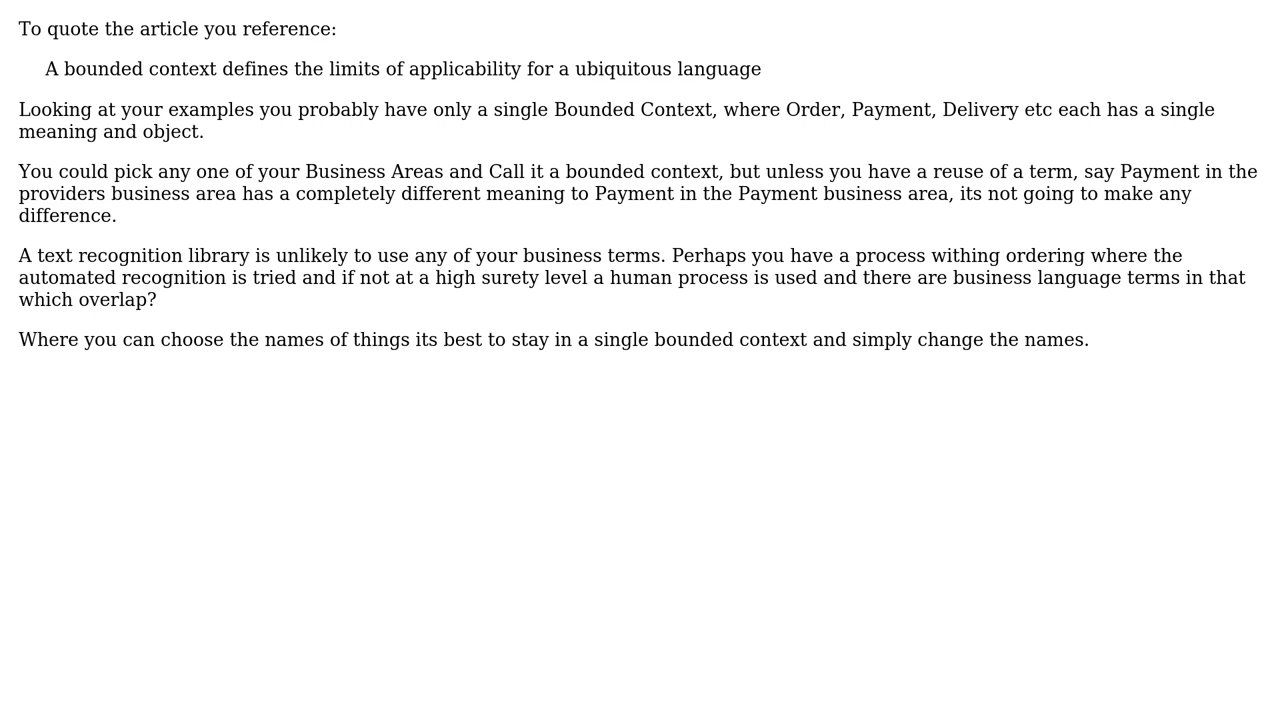 To quote the article you reference:
A bounded context defines the limits of applicability for a ubiquitous language
Looking at your examples you probably have only a single Bounded Context, where Order, Payment, Delivery etc each has a single
meaning and object.
You could pick any one of your Business Areas and Call it a bounded context, but unless you have a reuse of a term, say Payment in the
providers business area has a completely different meaning to Payment in the Payment business area, its not going to make any
difference.
A text recognition library is unlikely to use any of your business terms. Perhaps you have a process withing ordering where the
automated recognition is tried and if not at a high surety level a human process is used and there are business language terms in that
which overlap?
Where you can choose the names of things its best to stay in a single bounded context and simply change the names.